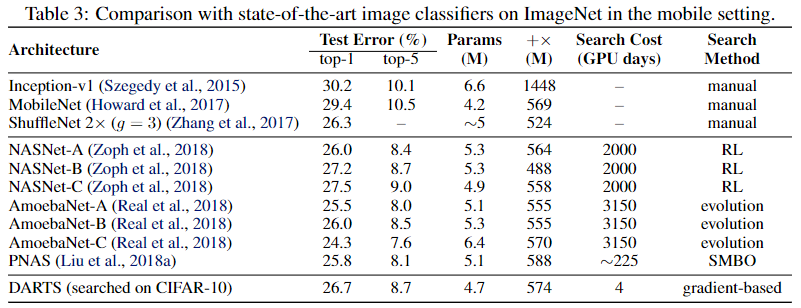 Table 3: Comparison with state-of-the-art image classifiers on ImageNet in the mobile setting.
Architecture Test Error (%) Params +× Search Cost Search
top-1 top-5 (M) (M) (GPU days) Method
Inception-v1 (Szegedy et al., 2015) 30.2 10.1 6.6 1448 – manual
MobileNet (Howard et al., 2017) 29.4 10.5 4.2 569 – manual
ShuffleNet 2× (g = 3) (Zhang et al., 2017) 26.3 – ∼5 524 – manual
NASNet-A (Zoph et al., 2018) 26.0 8.4 5.3 564 2000 RL
NASNet-B (Zoph et al., 2018) 27.2 8.7 5.3 488 2000 RL
NASNet-C (Zoph et al., 2018) 27.5 9.0 4.9 558 2000 RL
AmoebaNet-A (Real et al., 2018) 25.5 8.0 5.1 555 3150 evolution
AmoebaNet-B (Real et al., 2018) 26.0 8.5 5.3 555 3150 evolution
AmoebaNet-C (Real et al., 2018) 24.3 7.6 6.4 570 3150 evolution
PNAS (Liu et al., 2018a) 25.8 8.1 5.1 588 ∼225 SMBO
DARTS (searched on CIFAR-10) 26.7 8.7 4.7 574 4 gradient-based